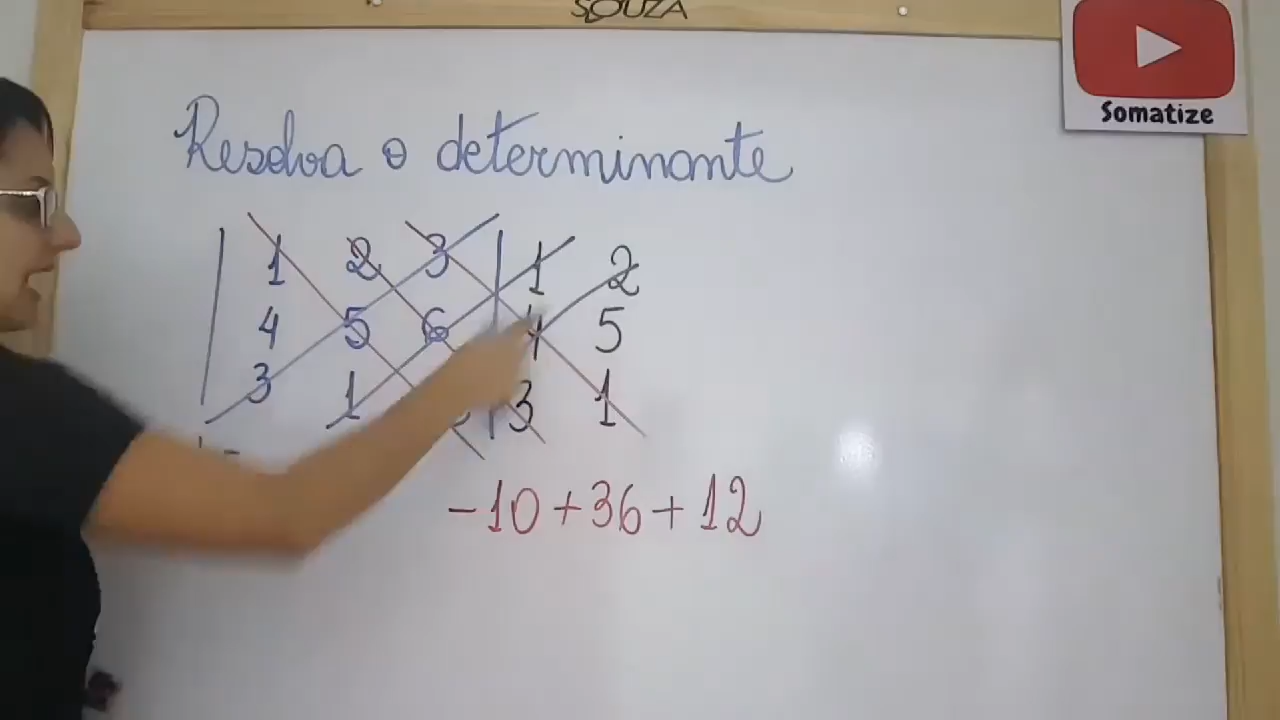 SOUZA
Somatize
Resolva o determinante
1 2 3 1 2
4 5 6 4 5
3 1 3 1
-10+36+12